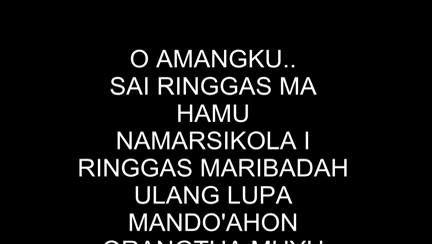 O AMANGKU..
SAI RINGGAS MA
HAMU
NAMARSIKOLA I
RINGGAS MARIBADAH
ULANG LUPA
MANDO'AHON